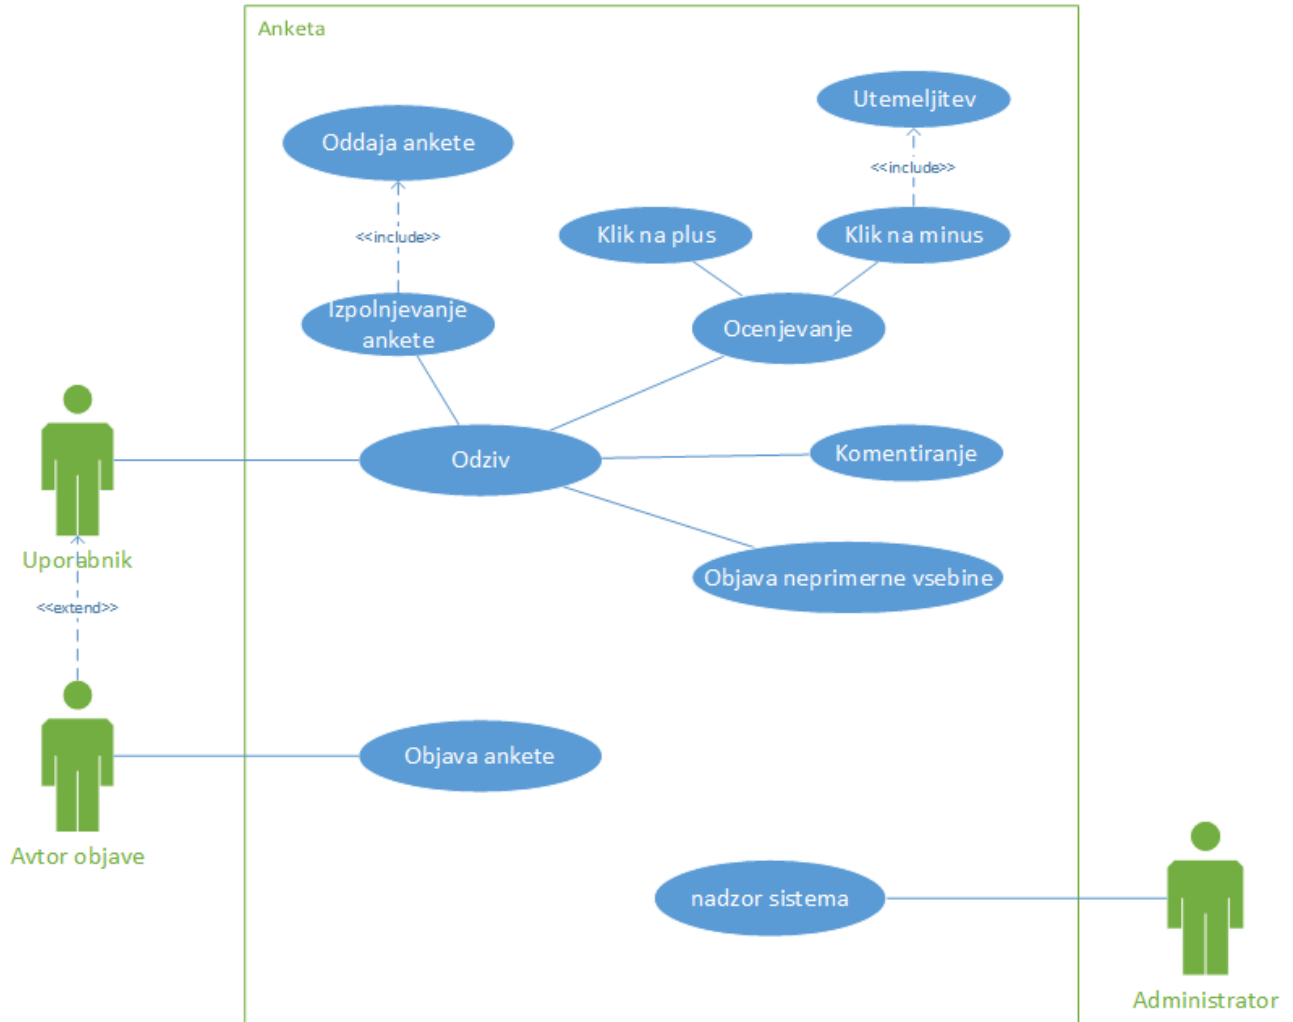 Anketa
Utemeljitev
Oddaja ankete
<<include>>
Klik na plus
Klik na minus
<<include>>
Izpolnjevanje
ankete
Ocenjevanje
Odziv
Komentiranje
Uporabnik
Objava neprimerne vsebine
<<extend>>
Objava ankete
Avtor objave
nadzor sistema
Administrator